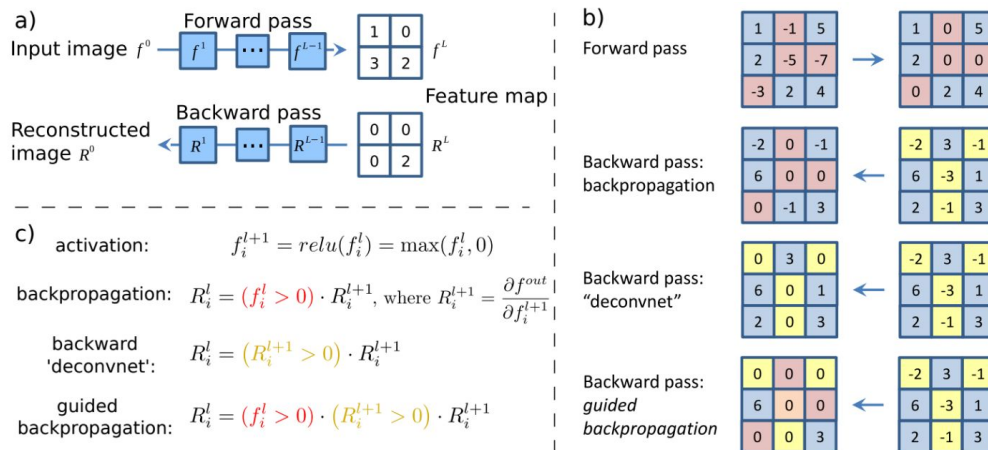 a)
Forward pass
Input image f^0
f^1
...
f^{L-1}
1 0
3 2
f^L
Feature map
Backward pass
Reconstructed
image R^0
R^1
...
R^{L-1}
0 0
0 2
R^L
b)
Forward pass
1 -1 5
2 -5 -7
-3 2 4
1 0 5
2 0 0
0 2 4
Backward pass:
backpropagation
-2 0 -1
6 0 0
0 -1 3
-2 3 -1
6 -3 1
2 -1 3
Backward pass:
“deconvnet”
0 3 0
6 0 1
2 0 3
-2 3 -1
6 -3 1
2 -1 3
Backward pass:
guided
backpropagation
0 0 0
6 0 0
0 0 3
-2 3 -1
6 -3 1
2 -1 3
c)
activation: f_i^{l+1} = relu(f_i^l) = max(f_i^l, 0)
backpropagation: R_i^l = (f_i^l > 0) · R_i^{l+1}, where R_i^{l+1} = ∂f^{out} / ∂f_i^{l+1}
backward
'deconvnet': R_i^l = (R_i^{l+1} > 0) · R_i^{l+1}
guided
backpropagation: R_i^l = (f_i^l > 0) · (R_i^{l+1} > 0) · R_i^{l+1}